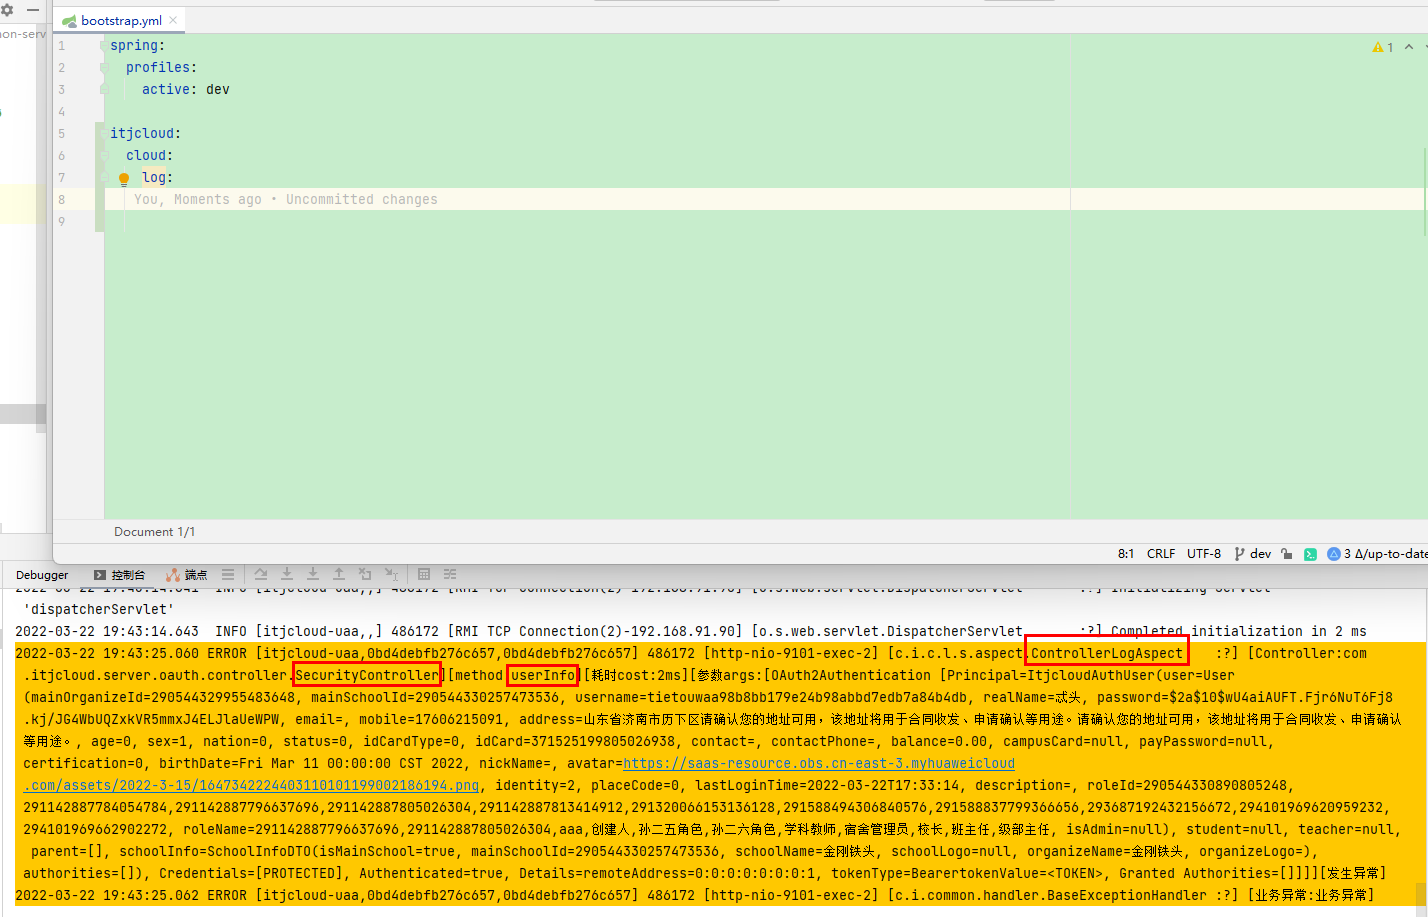 bootstrap.yml
non-serv
1 spring:
1
2 profiles:
3 active: dev
4
5 itjcloud:
6 cloud:
7 log:
8 You, Moments ago • Uncommitted changes
9
Document 1/1
8:1 CRLF UTF-8 dev 3 Δ/up-to-date
Debugger 控制台 端点
'dispatcherServlet'
2022-03-22 19:43:14.643 INFO [itjcloud-uaa,,] 486172 [RMI TCP Connection(2)-192.168.91.90] [o.s.web.servlet.DispatcherServlet :?] Completed initialization in 2 ms
2022-03-22 19:43:25.060 ERROR [itjcloud-uaa,0bd4debfb276c657,0bd4debfb276c657] 486172 [http-nio-9101-exec-2] [c.i.c.l.s.aspect.ControllerLogAspect :?] [Controller:com
.itjcloud.server.oauth.controller.SecurityController][method userInfo][耗时cost:2ms][参数args:[OAuth2Authentication [Principal=ItjcloudAuthUser(user=User
(mainOrganizeId=290544329955483648, mainSchoolId=290544330257473536, username=tietouwaa98b8bb179e24b98abbd7edb7a84b4db, realName=忒头, password=$2a$10$wU4aiAUFT.Fjr6NuT6Fj8
.kj/JG4WbUQZxkVR5mmxJ4ELJlaUeWPW, email=, mobile=17606215091, address=山东省济南市历下区请确认您的地址可用，该地址将用于合同收发、申请确认等用途。请确认您的地址可用，该地址将用于合同收发、申请确认
等用途。, age=0, sex=1, nation=0, status=0, idCardType=0, idCard=371525199805026938, contact=, contactPhone=, balance=0.00, campusCard=null, payPassword=null,
certification=0, birthDate=Fri Mar 11 00:00:00 CST 2022, nickName=, avatar=https://saas-resource.obs.cn-east-3.myhuaweicloud
.com/assets/2022-3-15/16473422244031101011990021861​94.png, identity=2, placeCode=0, lastLoginTime=2022-03-22T17:33:14, description=, roleId=290544330890805248,
291142887784054784,291142887796637696,291142887805026304,291142887813414912,291320066153136128,291588494306840576,291588837799366656,293687192432156672,294101969620959232,
294101969662902272, roleName=291142887796637696,291142887805026304,aaa,创建人,孙二五角色,孙二六角色,学科教师,宿舍管理员,校长,班主任,级部主任, isAdmin=null), student=null, teacher=null,
parent=[], schoolInfo=SchoolInfoDTO(isMainSchool=true, mainSchoolId=290544330257473536, schoolName=金刚铁头, schoolLogo=null, organizeName=金刚铁头, organizeLogo=),
authorities=[]), Credentials=[PROTECTED], Authenticated=true, Details=remoteAddress=0:0:0:0:0:0:0:1, tokenType=BearertokenValue=<TOKEN>, Granted Authorities=[]]]][发生异常]
2022-03-22 19:43:25.062 ERROR [itjcloud-uaa,0bd4debfb276c657,0bd4debfb276c657] 486172 [http-nio-9101-exec-2] [c.i.common.handler.BaseExceptionHandler :?] [业务异常:业务异常]